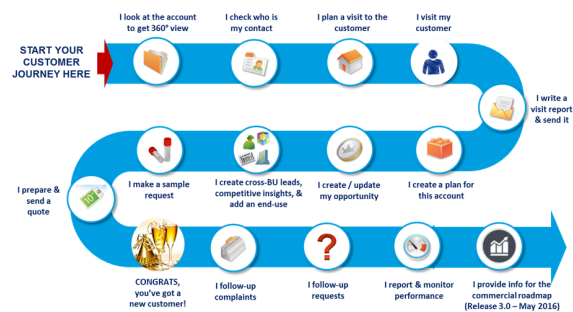 START YOUR
CUSTOMER
JOURNEY HERE
I look at the account
to get 360° view
I check who is
my contact
I plan a visit to the
customer
I visit my
customer
I write a
visit report
& send it
I create a plan for
this account
I create / update
my opportunity
I create cross-BU leads,
competitive insights, &
add an end-use
I make a sample
request
I prepare &
send a
quote
CONGRATS,
you've got a
new customer!
I follow-up
complaints
I follow-up
requests
I report & monitor
performance
I provide info for the
commercial roadmap
(Release 3.0 – May 2016)